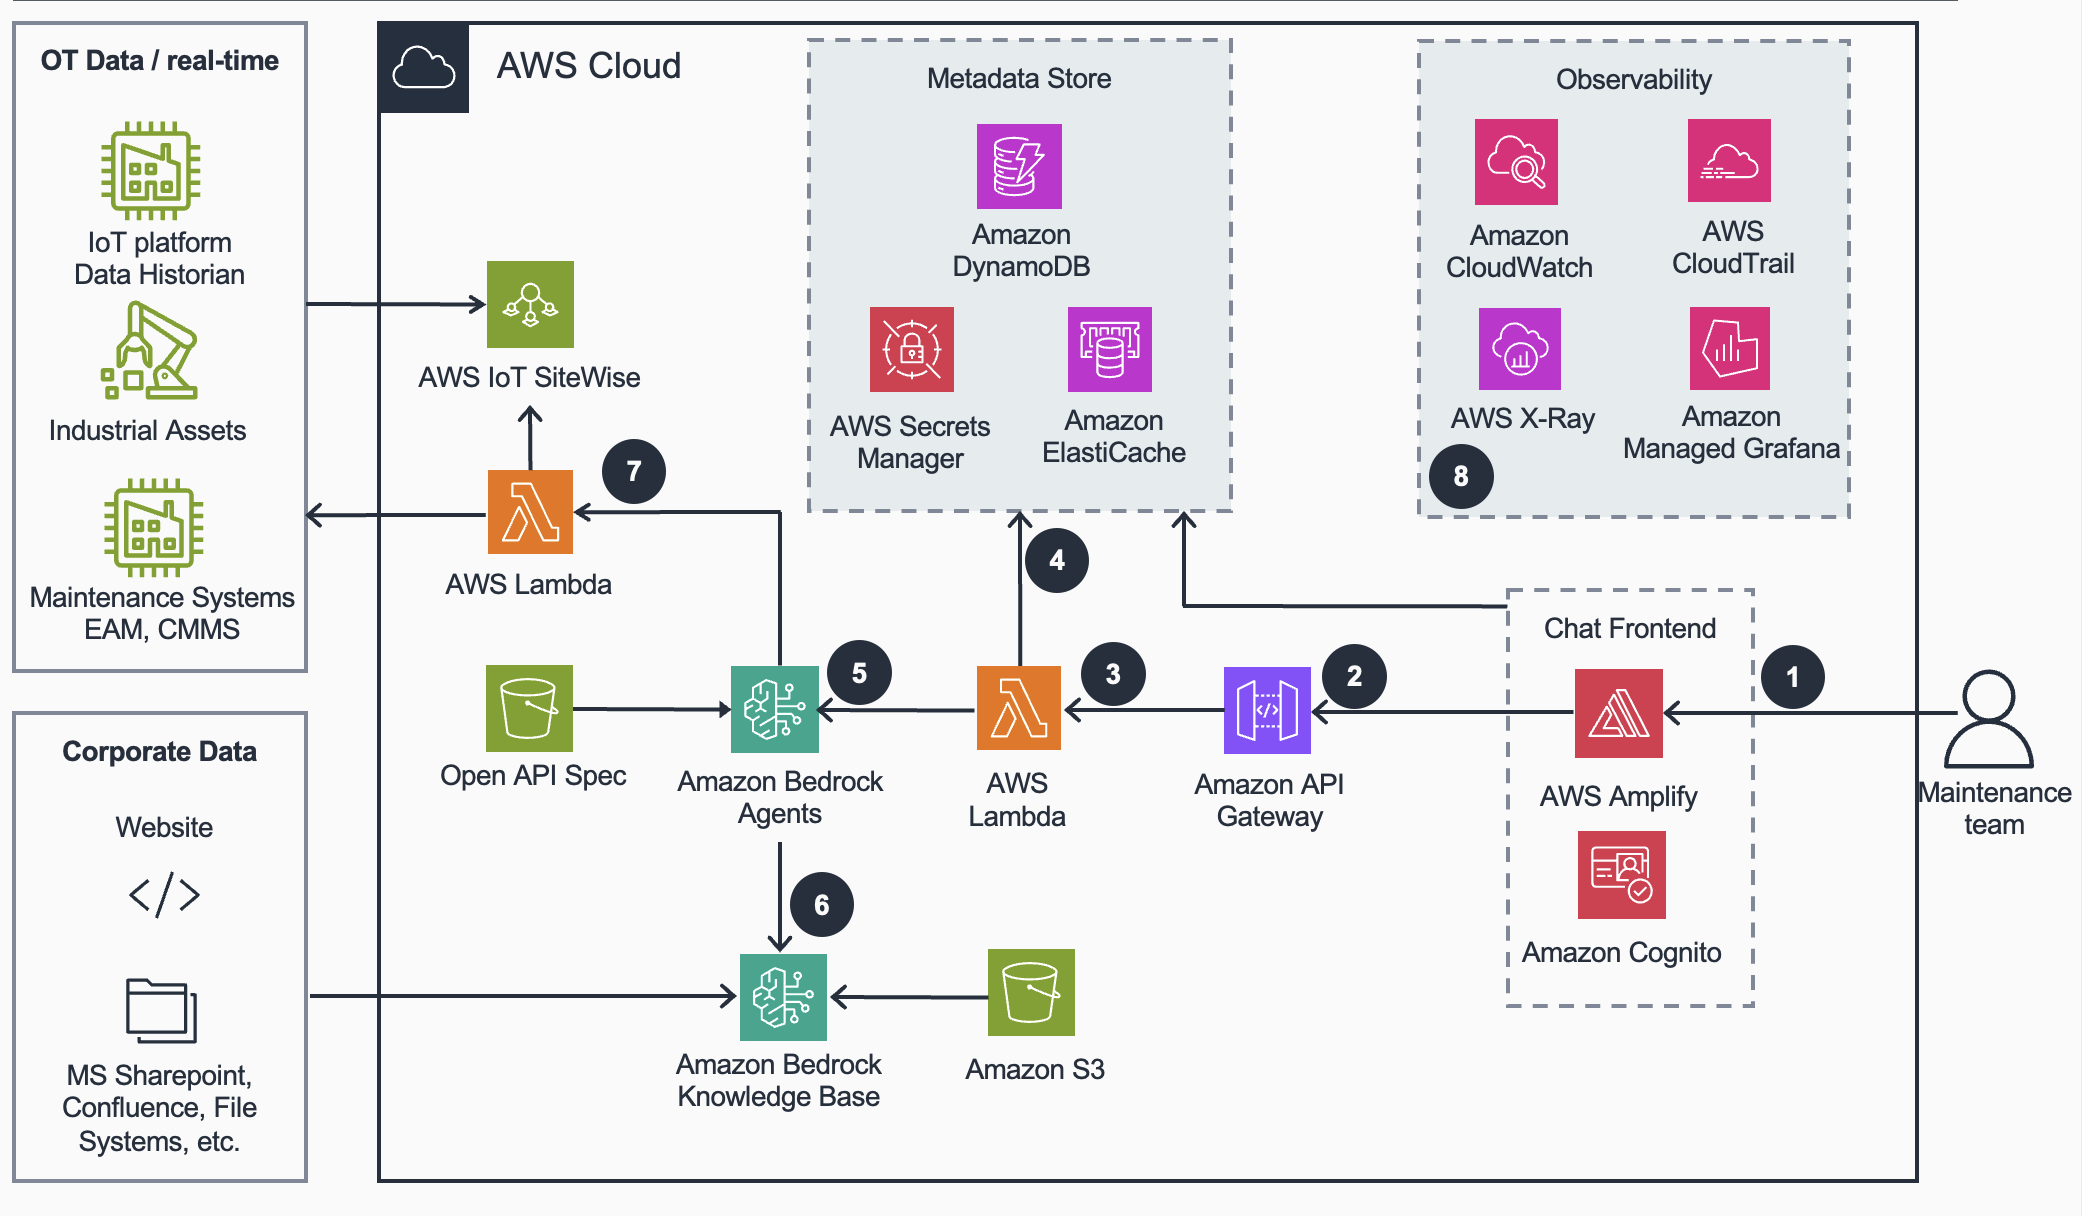 OT Data / real-time
IoT platform
Data Historian
Industrial Assets
Maintenance Systems
EAM, CMMS
Corporate Data
Website
</>
MS Sharepoint,
Confluence, File
Systems, etc.
AWS Cloud
AWS IoT SiteWise
7
AWS Lambda
Open API Spec
Amazon Bedrock
Agents
5
6
Amazon Bedrock
Knowledge Base
Amazon S3
Metadata Store
Amazon
DynamoDB
AWS Secrets
Manager
Amazon
ElastiCache
4
AWS
Lambda
3
</>
Amazon API
Gateway
2
Observability
Amazon
CloudWatch
AWS
CloudTrail
AWS X-Ray
Amazon
Managed Grafana
8
Chat Frontend
AWS Amplify
Amazon Cognito
1
Maintenance
team